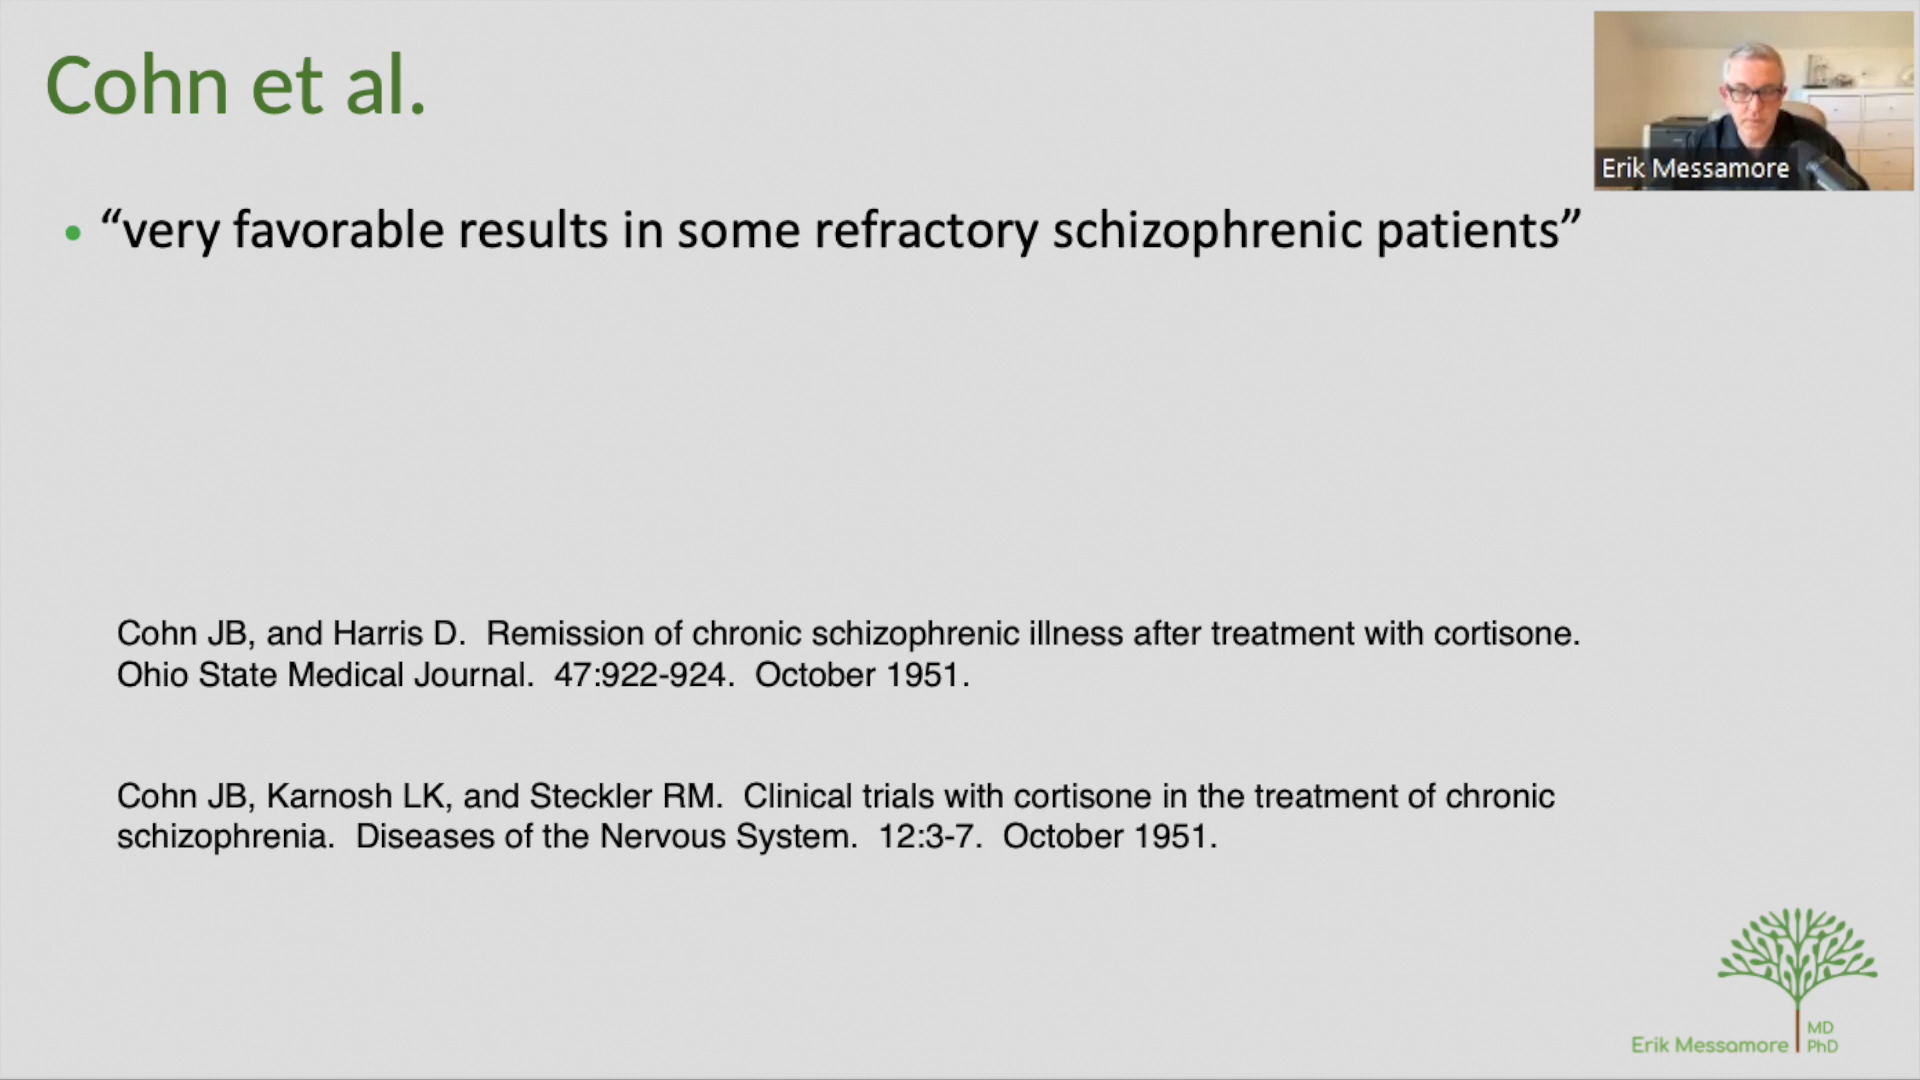 Cohn et al.
Erik Messamore
• “very favorable results in some refractory schizophrenic patients”
Cohn JB, and Harris D.  Remission of chronic schizophrenic illness after treatment with cortisone.
Ohio State Medical Journal.  47:922-924.  October 1951.
Cohn JB, Karnosh LK, and Steckler RM.  Clinical trials with cortisone in the treatment of chronic
schizophrenia.  Diseases of the Nervous System.  12:3-7.  October 1951.
Erik Messamore
MD
PhD